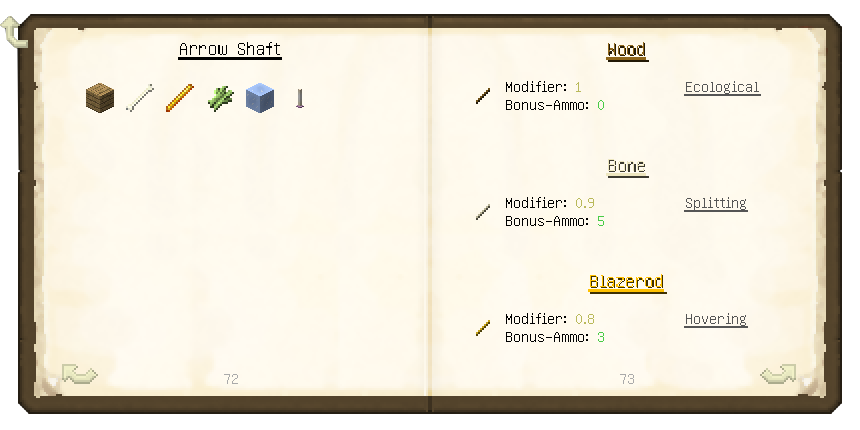 Arrow Shaft
72
Wood
Modifier: 1
Bonus-Ammo: 0
Ecological
Bone
Modifier: 0.9
Bonus-Ammo: 5
Splitting
Blazerod
Modifier: 0.8
Bonus-Ammo: 3
Hovering
73